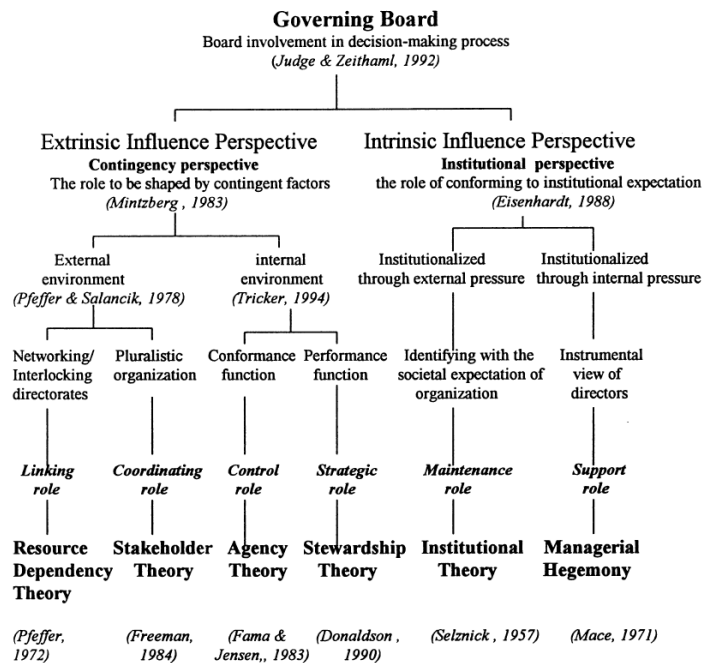 Governing Board
Board involvement in decision-making process
(Judge & Zeithaml, 1992)
Extrinsic Influence Perspective
Contingency perspective
The role to be shaped by contingent factors
(Mintzberg , 1983)
Intrinsic Influence Perspective
Institutional perspective
the role of conforming to institutional expectation
(Eisenhardt, 1988)
External
environment
(Pfeffer & Salancik, 1978)
internal
environment
(Tricker, 1994)
Institutionalized
through external pressure
Institutionalized
through internal pressure
Networking/
Interlocking
directorates
Pluralistic
organization
Conformance
function
Performance
function
Identifying with the
societal expectation of
organization
Instrumental
view of
directors
Linking
role
Coordinating
role
Control
role
Strategic
role
Maintenance
role
Support
role
Resource
Dependency
Theory
Stakeholder
Theory
Agency
Theory
Stewardship
Theory
Institutional
Theory
Managerial
Hegemony
(Pfeffer,
1972)
(Freeman,
1984)
(Fama &
Jensen,, 1983)
(Donaldson ,
1990)
(Selznick , 1957)
(Mace, 1971)